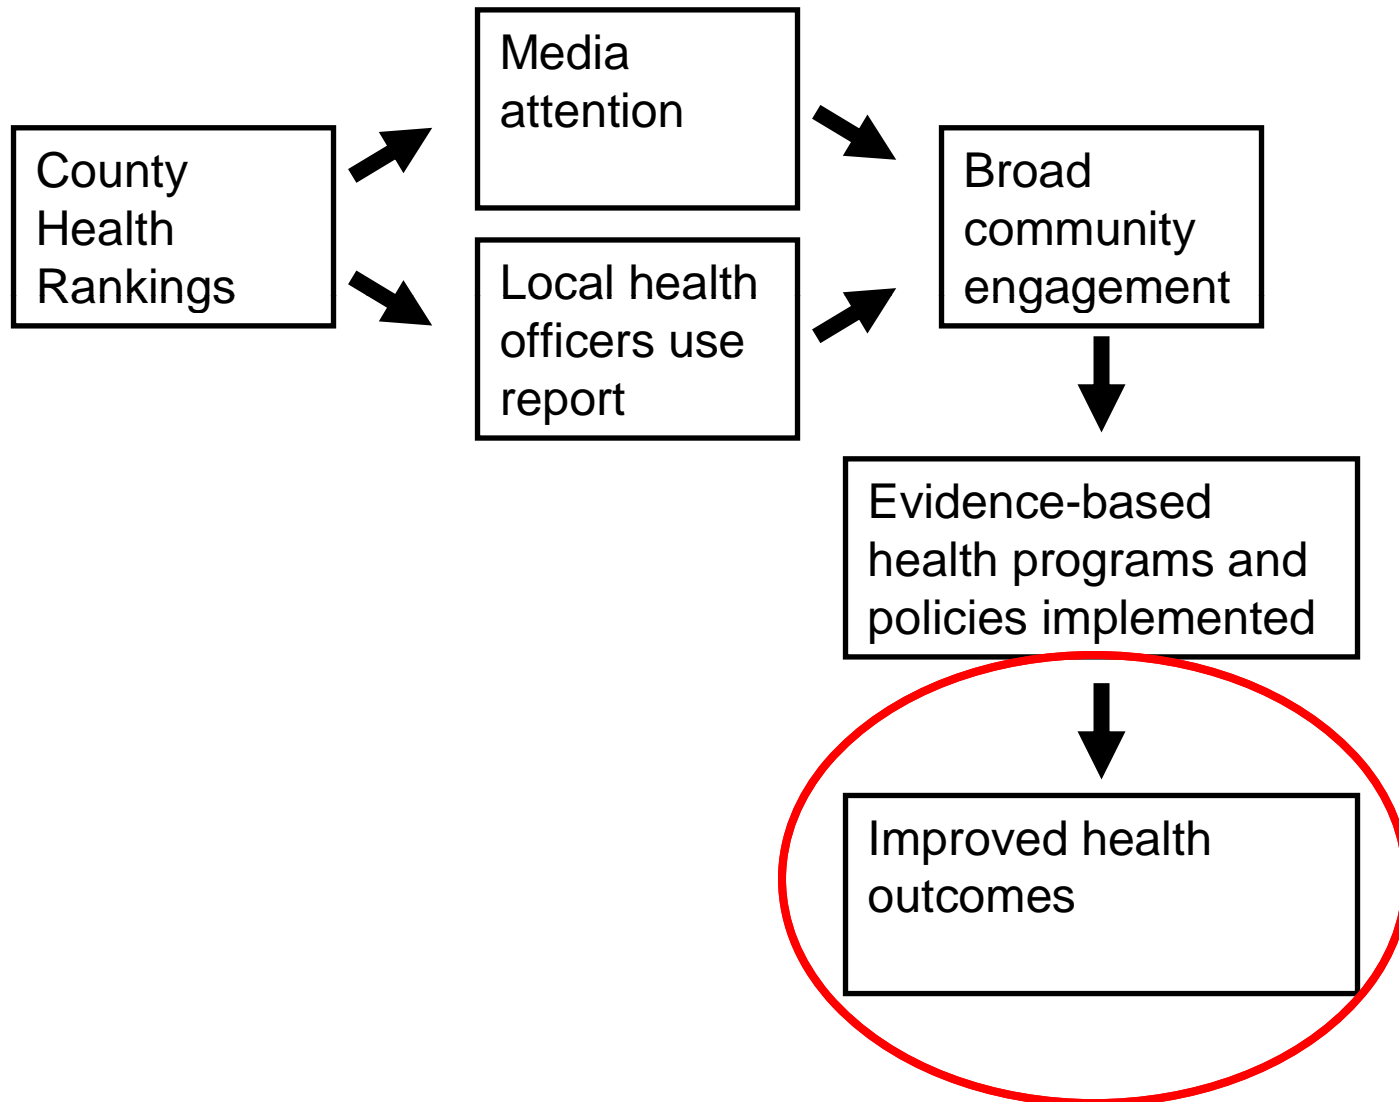 County
Health
Rankings
Media
attention
Local health
officers use
report
Broad
community
engagement
Evidence-based
health programs and
policies implemented
Improved health
outcomes